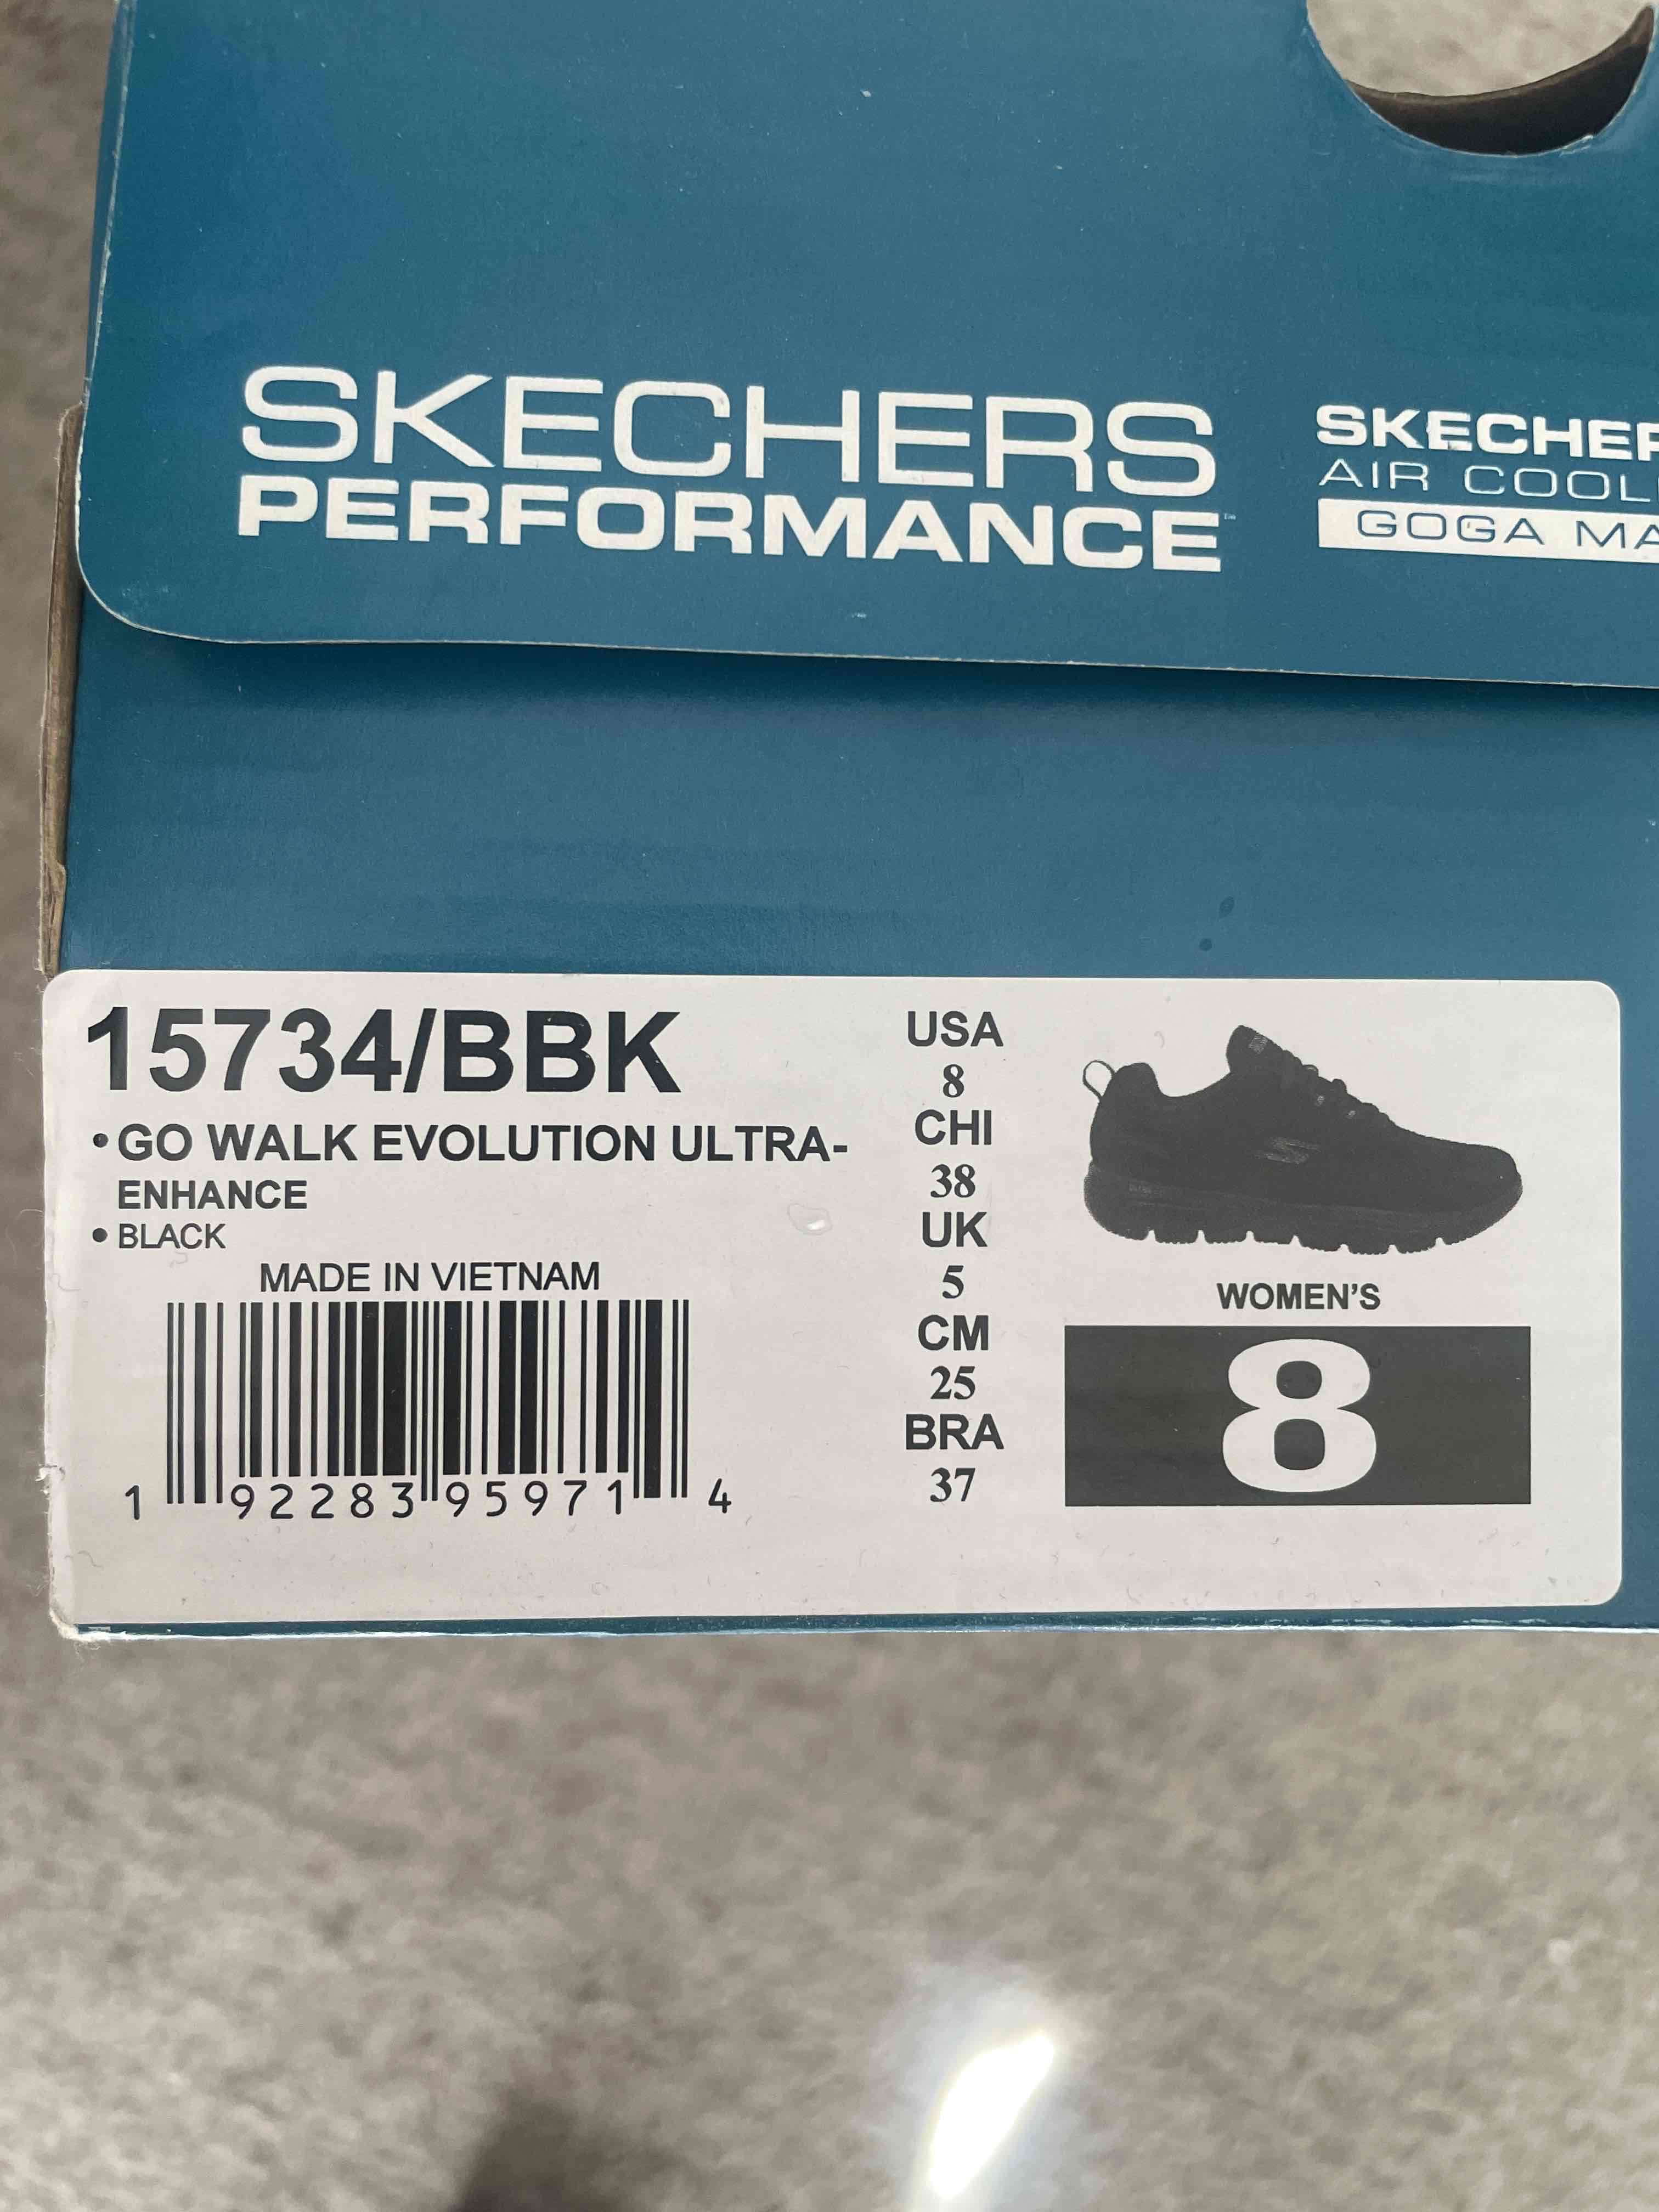 SKECHERS
PERFORMANCE™
SKECHER
AIR COOL
GOGA MA
15734/BBK
• GO WALK EVOLUTION ULTRA-
ENHANCE
• BLACK
MADE IN VIETNAM
1 92283 95971 4
USA
8
CHI
38
UK
5
CM
25
BRA
37
WOMEN'S
8